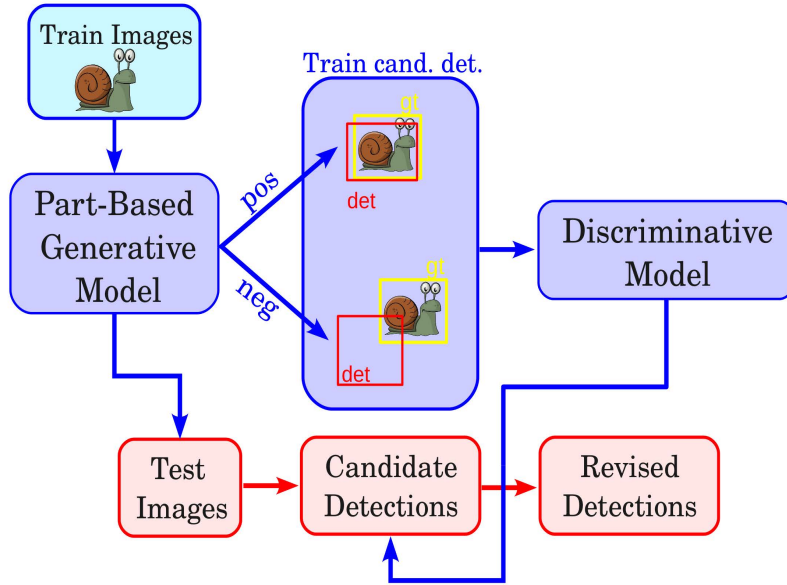 Train Images
Train cand. det.
gt
det
pos
neg
gt
det
Part-Based
Generative
Model
Discriminative
Model
Test
Images
Candidate
Detections
Revised
Detections